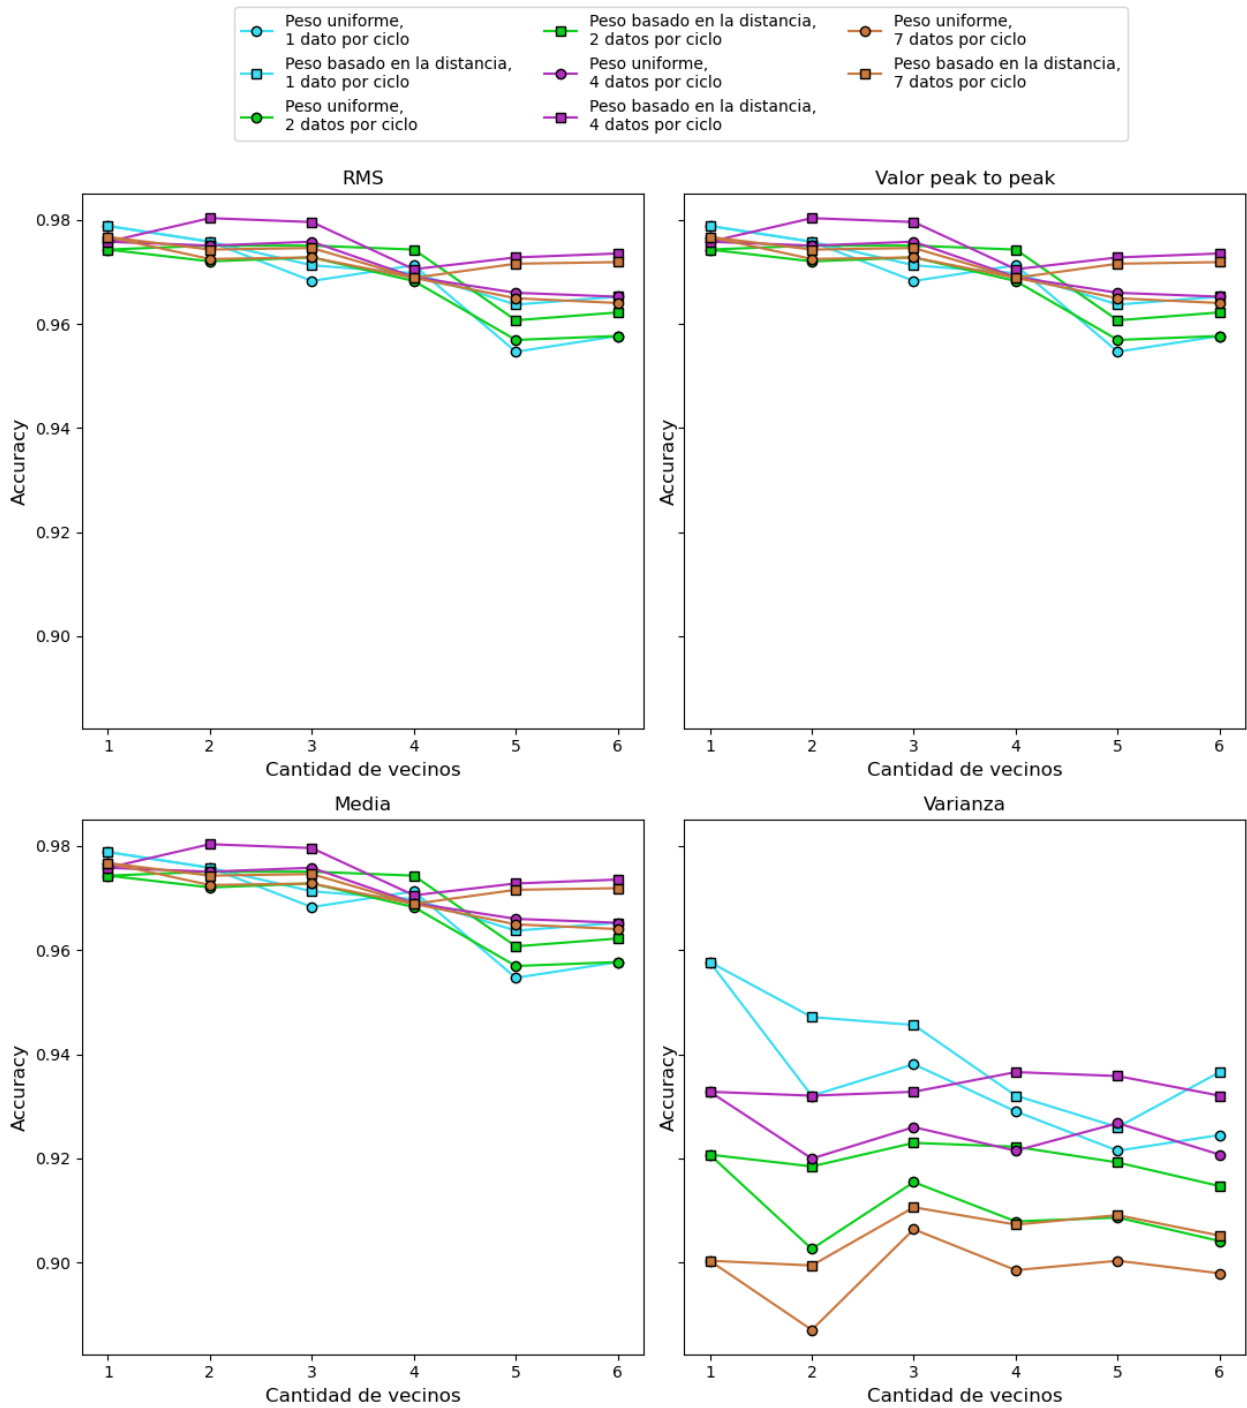 Peso uniforme,
1 dato por ciclo
Peso basado en la distancia,
1 dato por ciclo
Peso uniforme,
2 datos por ciclo
Peso basado en la distancia,
2 datos por ciclo
Peso uniforme,
4 datos por ciclo
Peso basado en la distancia,
4 datos por ciclo
Peso uniforme,
7 datos por ciclo
Peso basado en la distancia,
7 datos por ciclo
RMS
Accuracy
0.98
0.96
0.94
0.92
0.90
1 2 3 4 5 6
Cantidad de vecinos
Valor peak to peak
Accuracy
1 2 3 4 5 6
Cantidad de vecinos
Media
Accuracy
0.98
0.96
0.94
0.92
0.90
1 2 3 4 5 6
Cantidad de vecinos
Varianza
Accuracy
1 2 3 4 5 6
Cantidad de vecinos